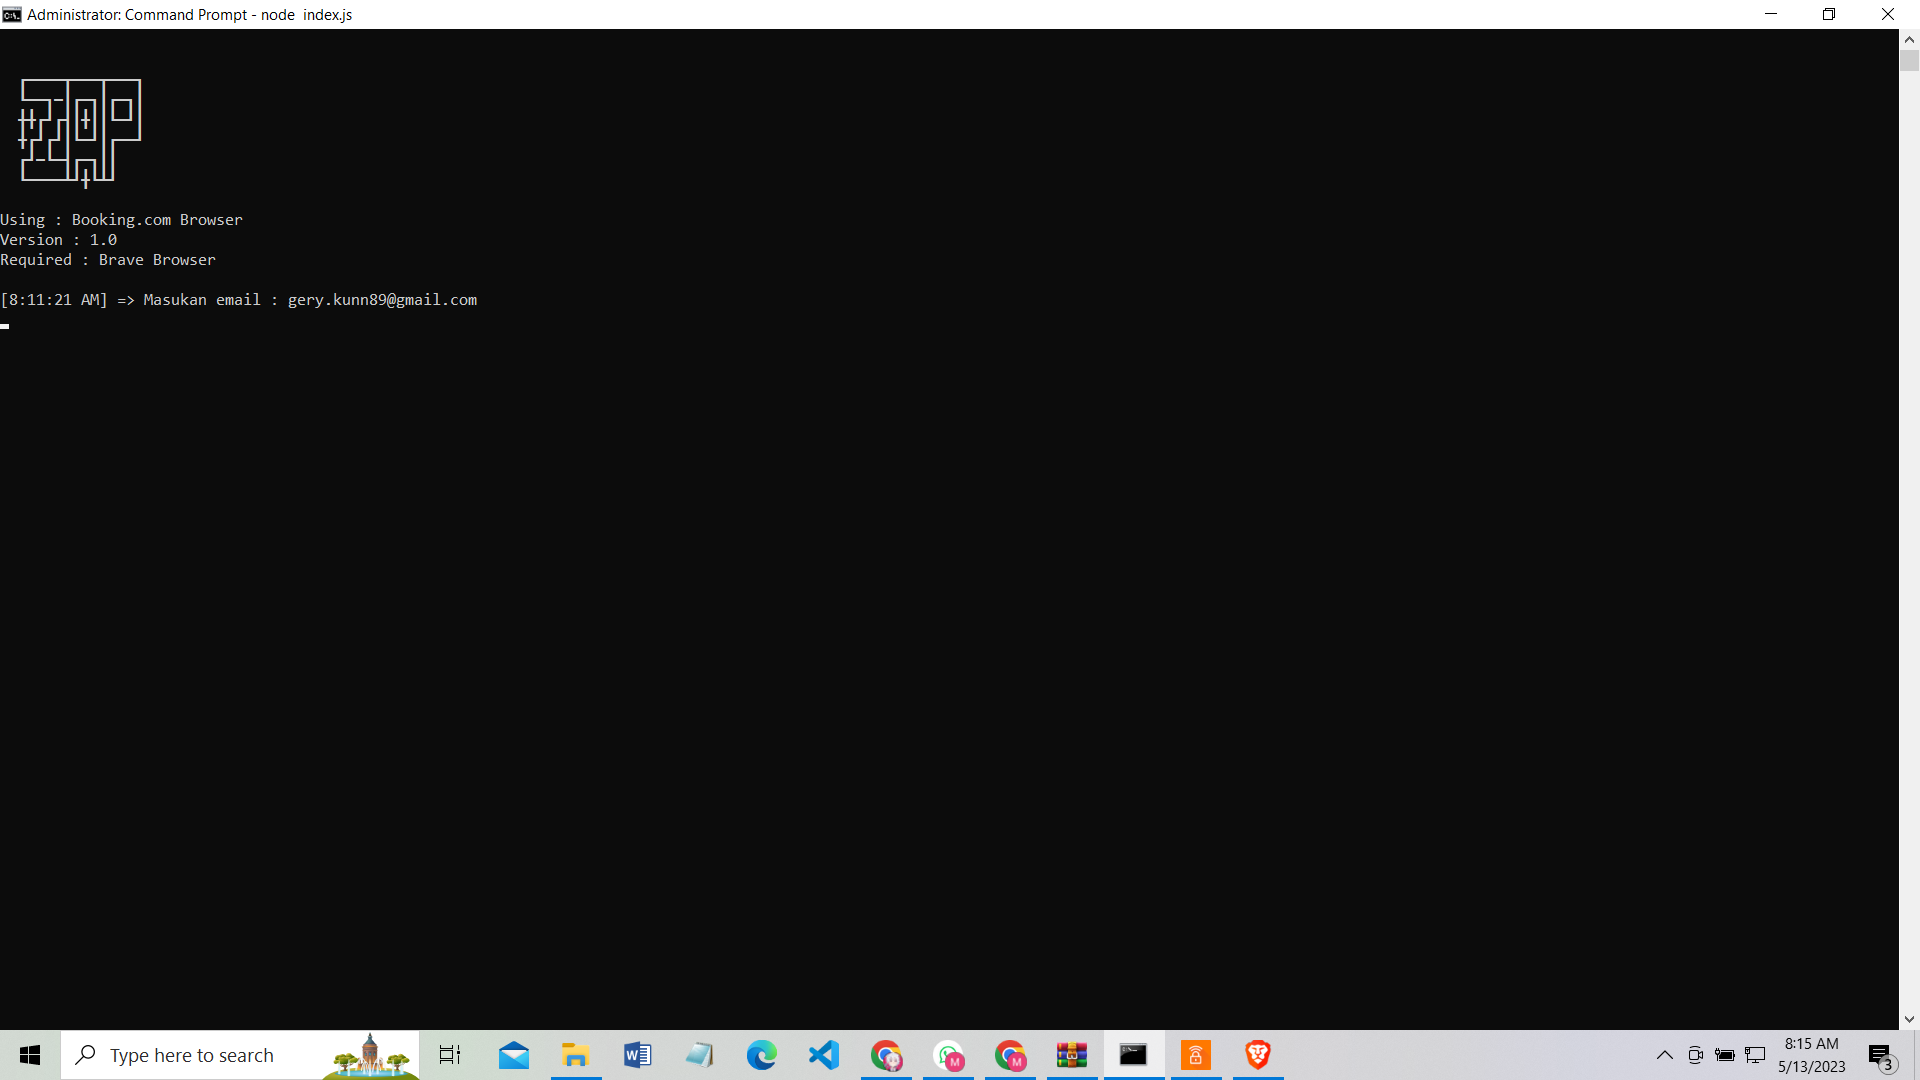 Administrator: Command Prompt - node  index.js
Using : Booking.com Browser
Version : 1.0
Required : Brave Browser
[8:11:21 AM] => Masukan email : gery.kunn89@gmail.com
Type here to search
8:15 AM
5/13/2023
3